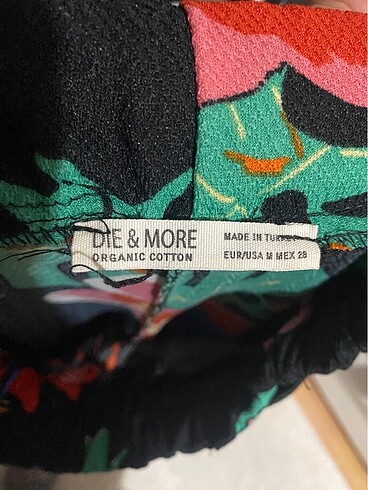 DIE & MORE
ORGANIC COTTON
MADE IN TURKEY
EUR/USA M MEX 28